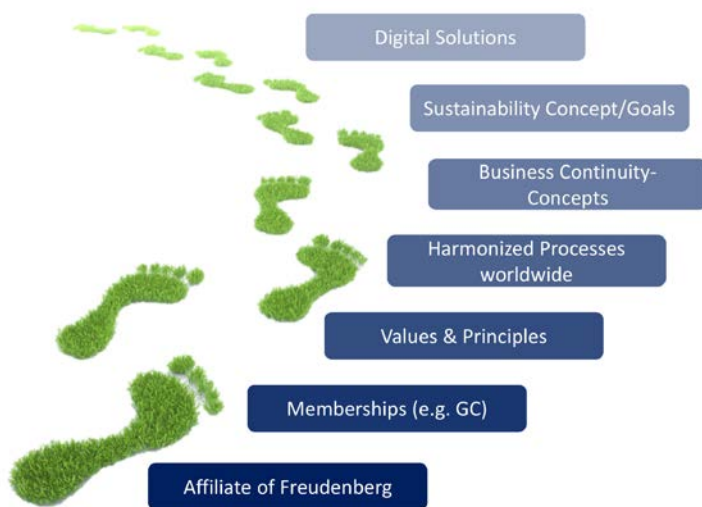 Digital Solutions
Sustainability Concept/Goals
Business Continuity-
Concepts
Harmonized Processes
worldwide
Values & Principles
Memberships (e.g. GC)
Affiliate of Freudenberg